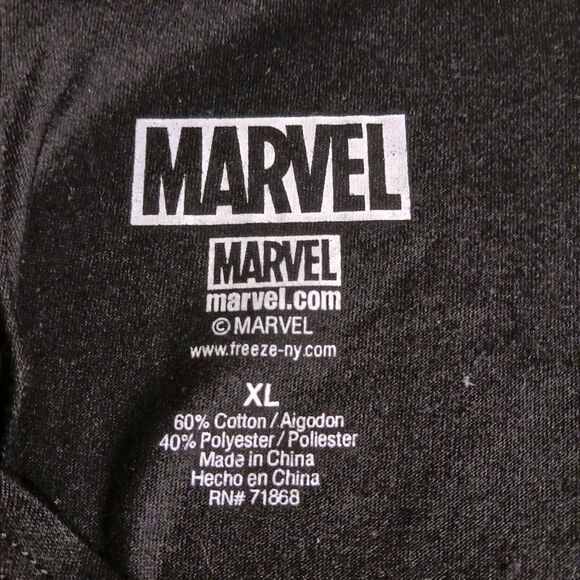 MARVEL
MARVEL
marvel.com
© MARVEL
www.freeze-ny.com
XL
60% Cotton / Algodon
40% Polyester / Poliester
Made in China
Hecho en China
RN# 71868